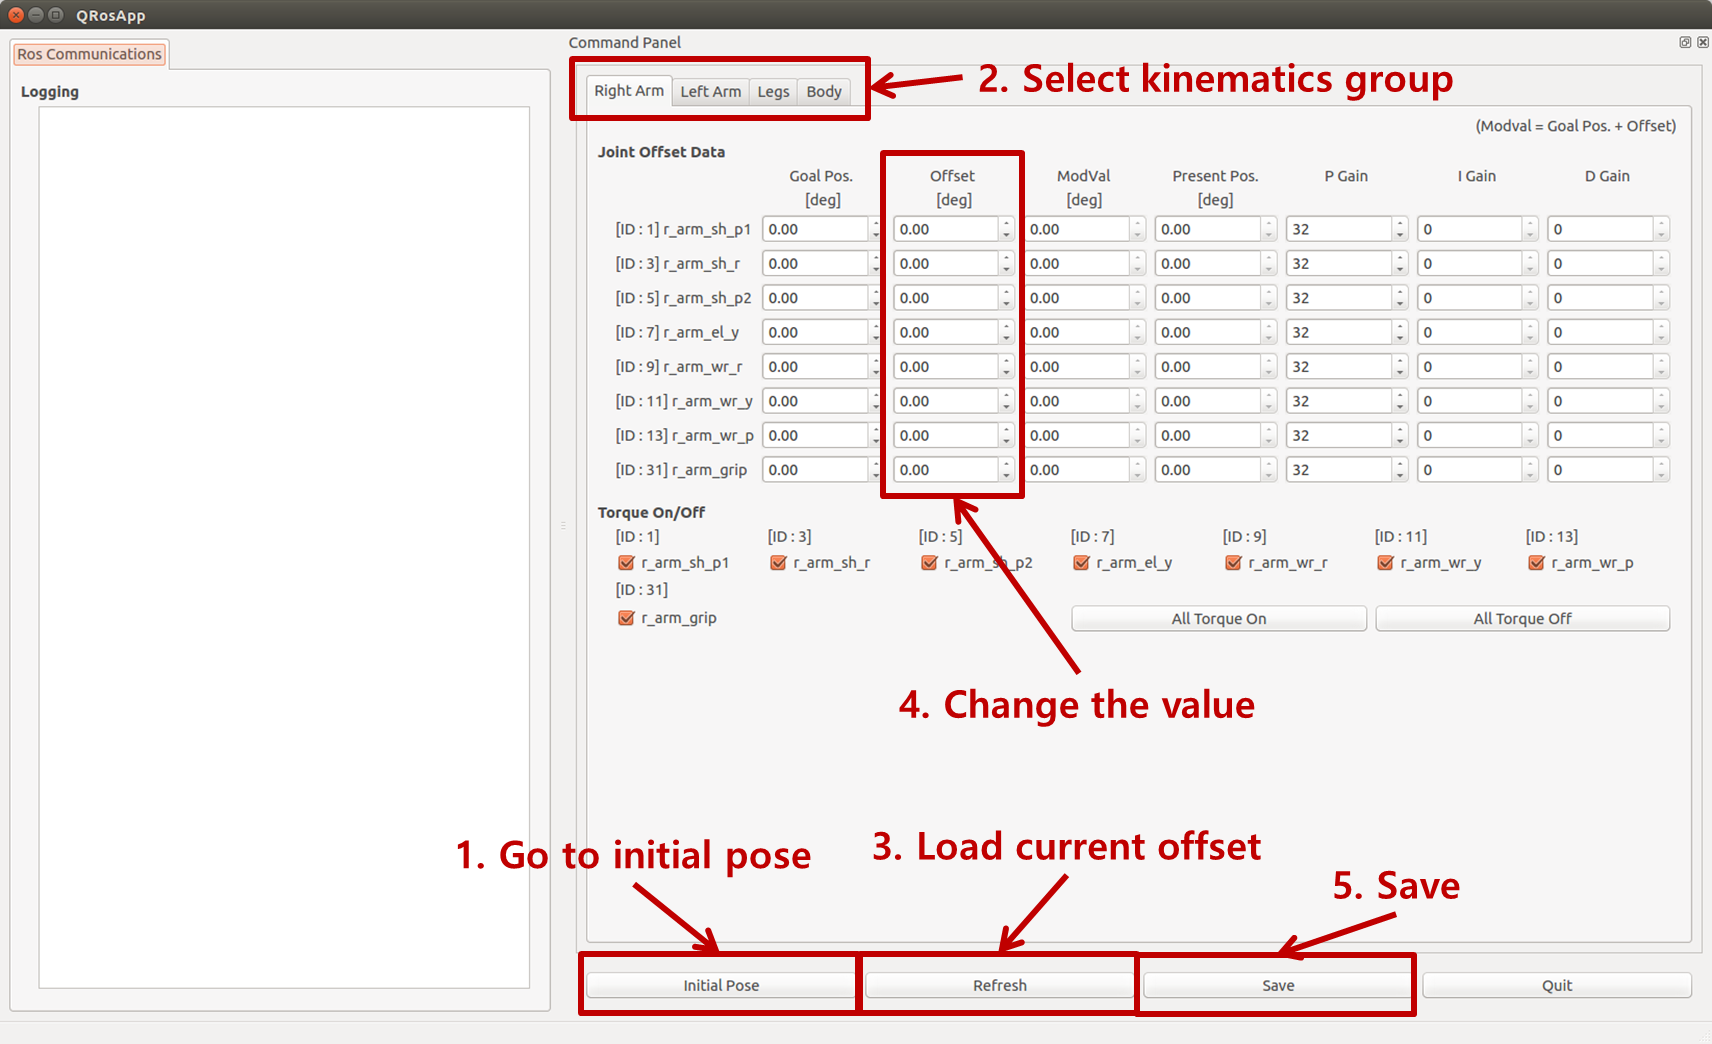 QRosApp
Ros Communications
Command Panel
Logging
Right Arm Left Arm Legs Body
2. Select kinematics group
(Modval = Goal Pos. + Offset)
Joint Offset Data
Goal Pos. Offset ModVal Present Pos. P Gain I Gain D Gain
[deg] [deg] [deg] [deg]
[ID : 1] r_arm_sh_p1 0.00 0.00 0.00 0.00 32 0 0
[ID : 3] r_arm_sh_r 0.00 0.00 0.00 0.00 32 0 0
[ID : 5] r_arm_sh_p2 0.00 0.00 0.00 0.00 32 0 0
[ID : 7] r_arm_el_y 0.00 0.00 0.00 0.00 32 0 0
[ID : 9] r_arm_wr_r 0.00 0.00 0.00 0.00 32 0 0
[ID : 11] r_arm_wr_y 0.00 0.00 0.00 0.00 32 0 0
[ID : 13] r_arm_wr_p 0.00 0.00 0.00 0.00 32 0 0
[ID : 31] r_arm_grip 0.00 0.00 0.00 0.00 32 0 0
Torque On/Off
[ID : 1] [ID : 3] [ID : 5] [ID : 7] [ID : 9] [ID : 11] [ID : 13]
r_arm_sh_p1 r_arm_sh_r r_arm_sh_p2 r_arm_el_y r_arm_wr_r r_arm_wr_y r_arm_wr_p
[ID : 31]
r_arm_grip All Torque On All Torque Off
4. Change the value
1. Go to initial pose
3. Load current offset
5. Save
Initial Pose Refresh Save Quit